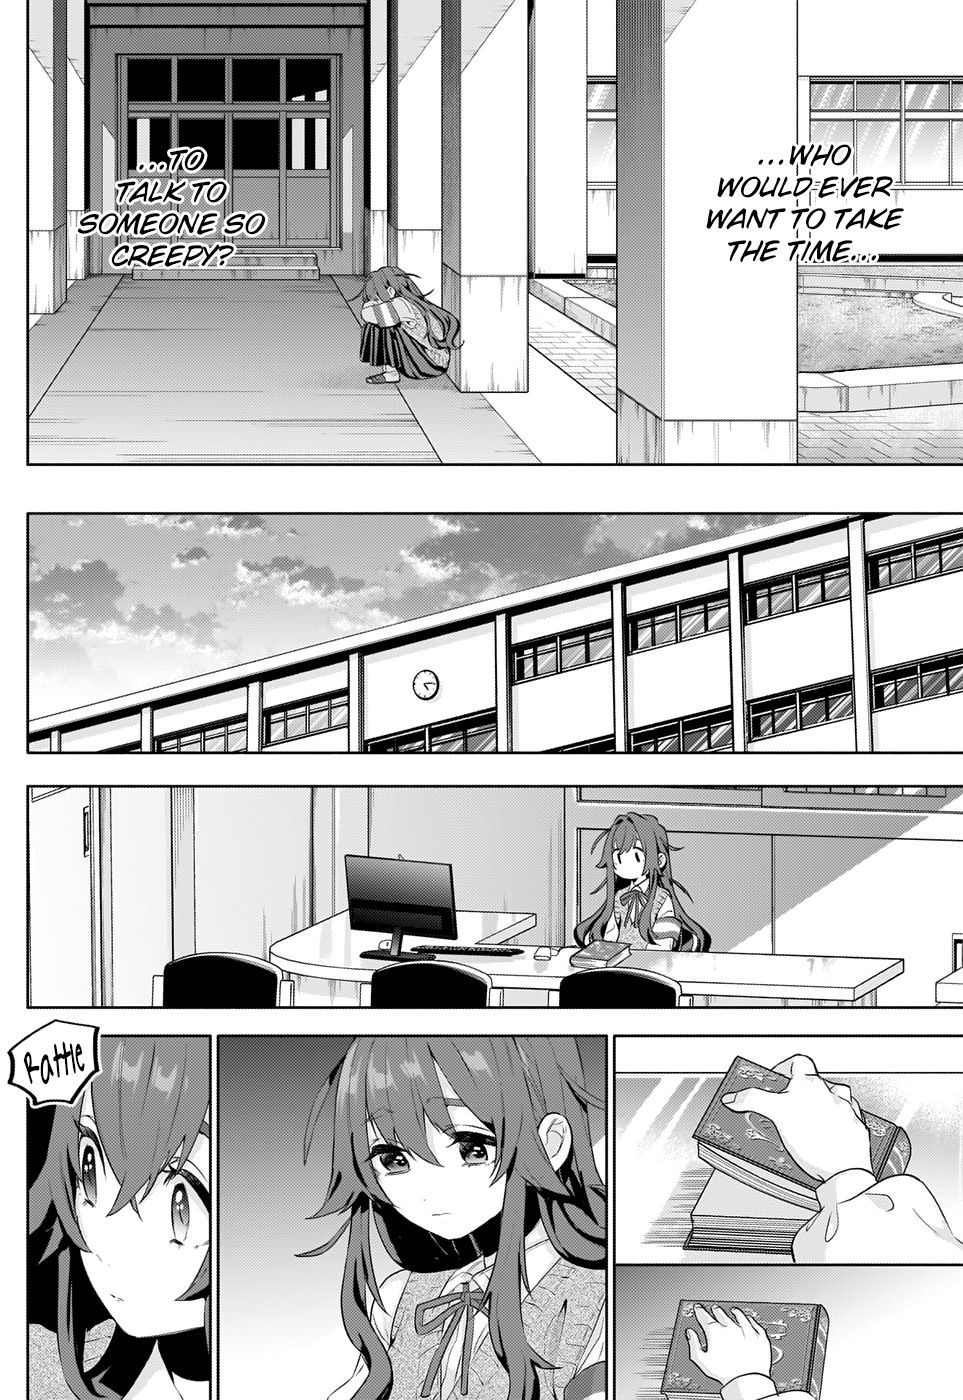 ...WHO
WOULD EVER
WANT TO TAKE
THE TIME...
...TO
TALK TO
SOMEONE SO
CREEPY?
Rattle